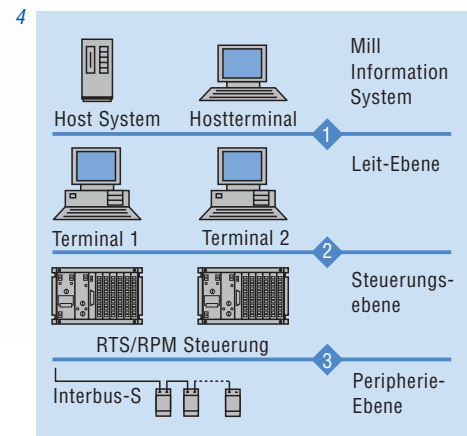 4
Mill
Information
System
Host System Hostterminal
1
Leit-Ebene
Terminal 1 Terminal 2
2
Steuerungs-
ebene
RTS/RPM Steuerung
3
Interbus-S
Peripherie-
Ebene